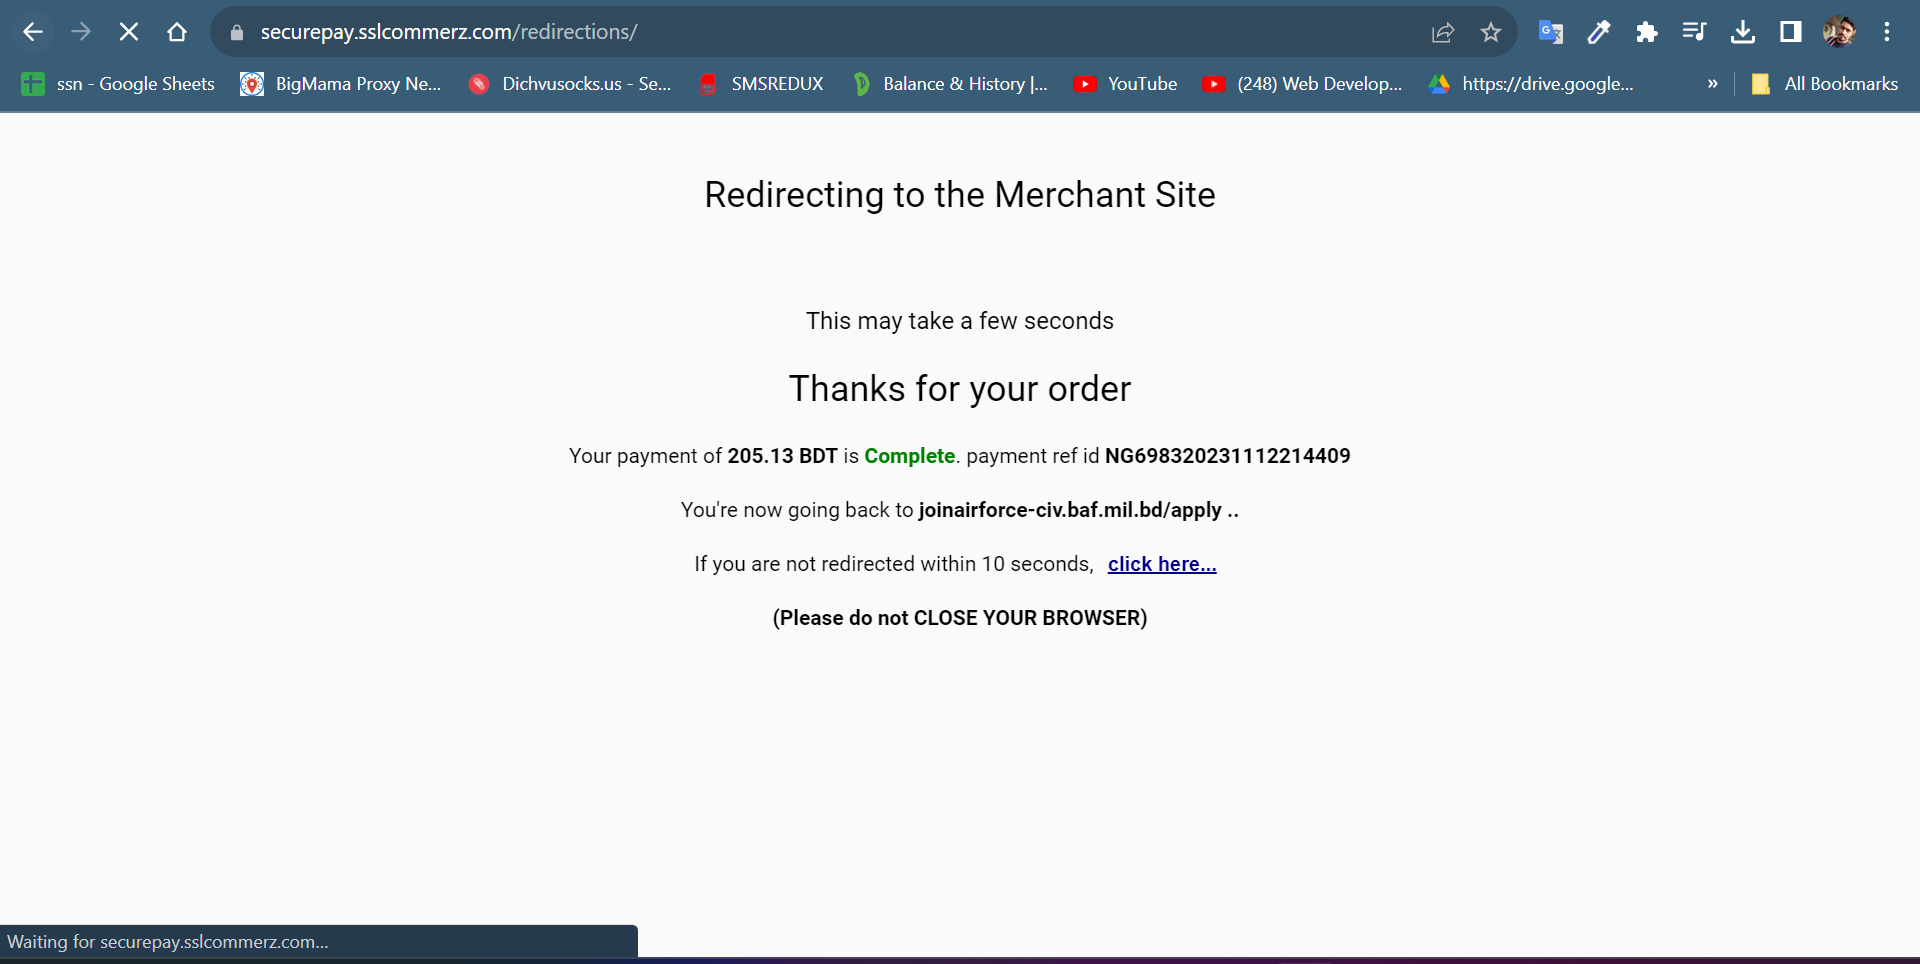 securepay.sslcommerz.com/redirections/
ssn - Google Sheets BigMama Proxy Ne... Dichvusocks.us - Se... SMSREDUX Balance & History |... YouTube (248) Web Develop... https://drive.google... » All Bookmarks
Redirecting to the Merchant Site
This may take a few seconds
Thanks for your order
Your payment of 205.13 BDT is Complete. payment ref id NG698320231112214409
You're now going back to joinairforce-civ.baf.mil.bd/apply ..
If you are not redirected within 10 seconds, click here...
(Please do not CLOSE YOUR BROWSER)
Waiting for securepay.sslcommerz.com...